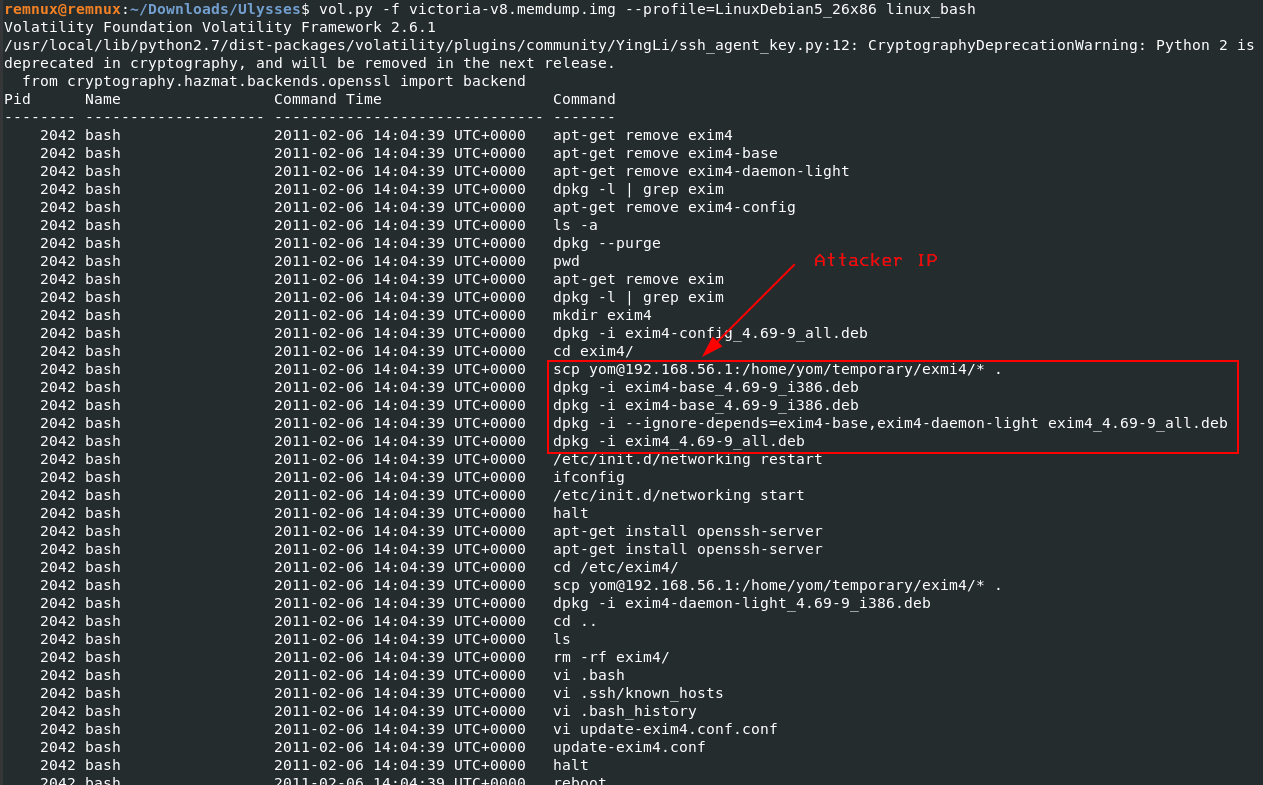 remnux@remnux:~/Downloads/Ulysses$ vol.py -f victoria-v8.memdump.img --profile=LinuxDebian5_26x86 linux_bash
Volatility Foundation Volatility Framework 2.6.1
/usr/local/lib/python2.7/dist-packages/volatility/plugins/community/YingLi/ssh_agent_key.py:12: CryptographyDeprecationWarning: Python 2 is
deprecated in cryptography, and will be removed in the next release.
  from cryptography.hazmat.backends.openssl import backend
Pid      Name                 Command Time                   Command
-------- -------------------- ------------------------------ -------
    2042 bash                 2011-02-06 14:04:39 UTC+0000   apt-get remove exim4
    2042 bash                 2011-02-06 14:04:39 UTC+0000   apt-get remove exim4-base
    2042 bash                 2011-02-06 14:04:39 UTC+0000   apt-get remove exim4-daemon-light
    2042 bash                 2011-02-06 14:04:39 UTC+0000   dpkg -l | grep exim
    2042 bash                 2011-02-06 14:04:39 UTC+0000   apt-get remove exim4-config
    2042 bash                 2011-02-06 14:04:39 UTC+0000   ls -a
    2042 bash                 2011-02-06 14:04:39 UTC+0000   dpkg --purge
    2042 bash                 2011-02-06 14:04:39 UTC+0000   pwd
Attacker IP
    2042 bash                 2011-02-06 14:04:39 UTC+0000   apt-get remove exim
    2042 bash                 2011-02-06 14:04:39 UTC+0000   dpkg -l | grep exim
    2042 bash                 2011-02-06 14:04:39 UTC+0000   mkdir exim4
    2042 bash                 2011-02-06 14:04:39 UTC+0000   dpkg -i exim4-config_4.69-9_all.deb
    2042 bash                 2011-02-06 14:04:39 UTC+0000   cd exim4/
    2042 bash                 2011-02-06 14:04:39 UTC+0000   scp yom@192.168.56.1:/home/yom/temporary/exmi4/* .
    2042 bash                 2011-02-06 14:04:39 UTC+0000   dpkg -i exim4-base_4.69-9_i386.deb
    2042 bash                 2011-02-06 14:04:39 UTC+0000   dpkg -i exim4-base_4.69-9_i386.deb
    2042 bash                 2011-02-06 14:04:39 UTC+0000   dpkg -i --ignore-depends=exim4-base,exim4-daemon-light exim4_4.69-9_all.deb
    2042 bash                 2011-02-06 14:04:39 UTC+0000   dpkg -i exim4_4.69-9_all.deb
    2042 bash                 2011-02-06 14:04:39 UTC+0000   /etc/init.d/networking restart
    2042 bash                 2011-02-06 14:04:39 UTC+0000   ifconfig
    2042 bash                 2011-02-06 14:04:39 UTC+0000   /etc/init.d/networking start
    2042 bash                 2011-02-06 14:04:39 UTC+0000   halt
    2042 bash                 2011-02-06 14:04:39 UTC+0000   apt-get install openssh-server
    2042 bash                 2011-02-06 14:04:39 UTC+0000   apt-get install openssh-server
    2042 bash                 2011-02-06 14:04:39 UTC+0000   cd /etc/exim4/
    2042 bash                 2011-02-06 14:04:39 UTC+0000   scp yom@192.168.56.1:/home/yom/temporary/exim4/* .
    2042 bash                 2011-02-06 14:04:39 UTC+0000   dpkg -i exim4-daemon-light_4.69-9_i386.deb
    2042 bash                 2011-02-06 14:04:39 UTC+0000   cd ..
    2042 bash                 2011-02-06 14:04:39 UTC+0000   ls
    2042 bash                 2011-02-06 14:04:39 UTC+0000   rm -rf exim4/
    2042 bash                 2011-02-06 14:04:39 UTC+0000   vi .bash
    2042 bash                 2011-02-06 14:04:39 UTC+0000   vi .ssh/known_hosts
    2042 bash                 2011-02-06 14:04:39 UTC+0000   vi .bash_history
    2042 bash                 2011-02-06 14:04:39 UTC+0000   vi update-exim4.conf.conf
    2042 bash                 2011-02-06 14:04:39 UTC+0000   update-exim4.conf
    2042 bash                 2011-02-06 14:04:39 UTC+0000   halt
    2042 bash                 2011-02-06 14:04:39 UTC+0000   reboot